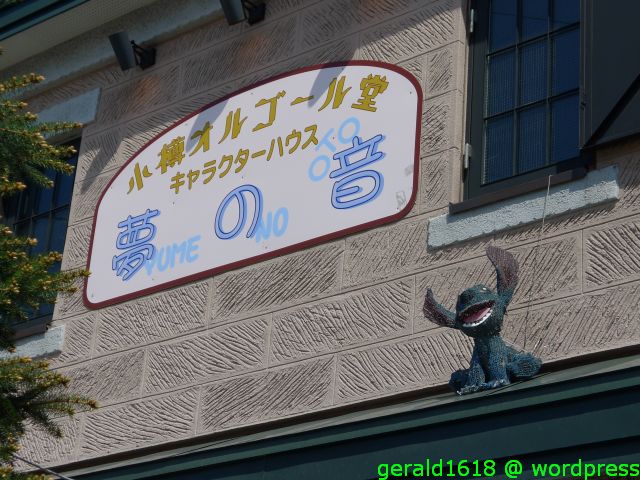 小樽オルゴール堂
キャラクターハウス
夢の音
YUME NO OTO
gerald1618 @ wordpress